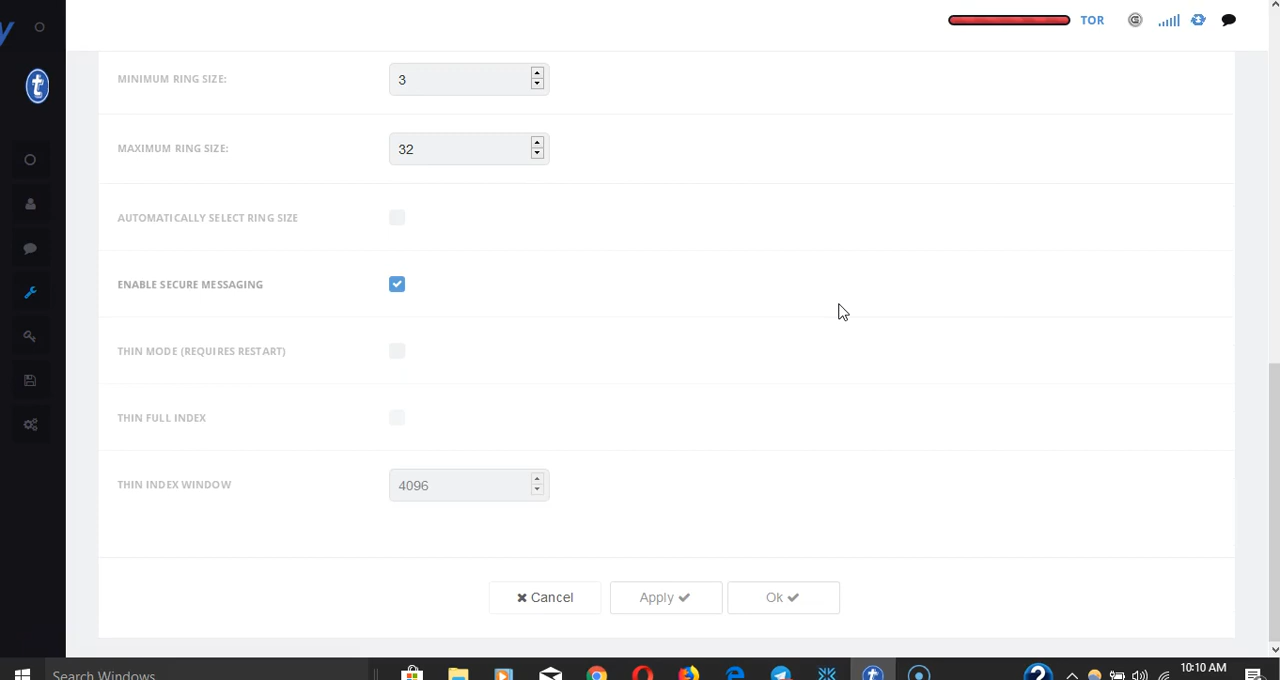 TOR
MINIMUM RING SIZE:
3
MAXIMUM RING SIZE:
32
AUTOMATICALLY SELECT RING SIZE
ENABLE SECURE MESSAGING
THIN MODE (REQUIRES RESTART)
THIN FULL INDEX
THIN INDEX WINDOW
4096
Cancel
Apply
Ok
Search Windows
10:10 AM